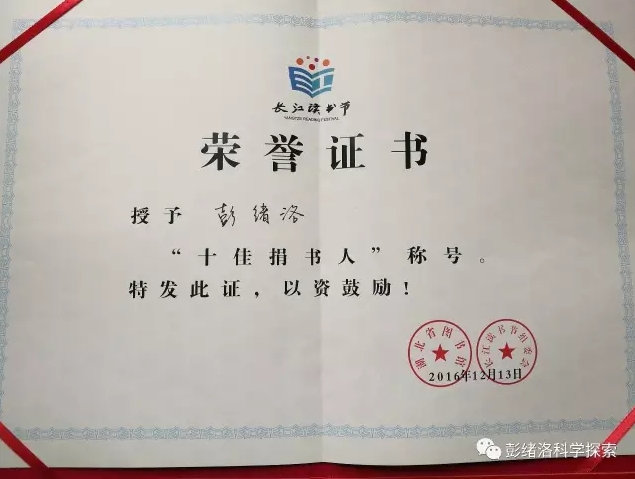 长江读书节
YANGTZE READING FESTIVAL
荣誉证书
授予 彭绪洛
“十佳捐书人”称号。
特发此证，以资鼓励！
湖北省图书馆
长江读书节组委会
2016年12月13日
彭绪洛科学探索